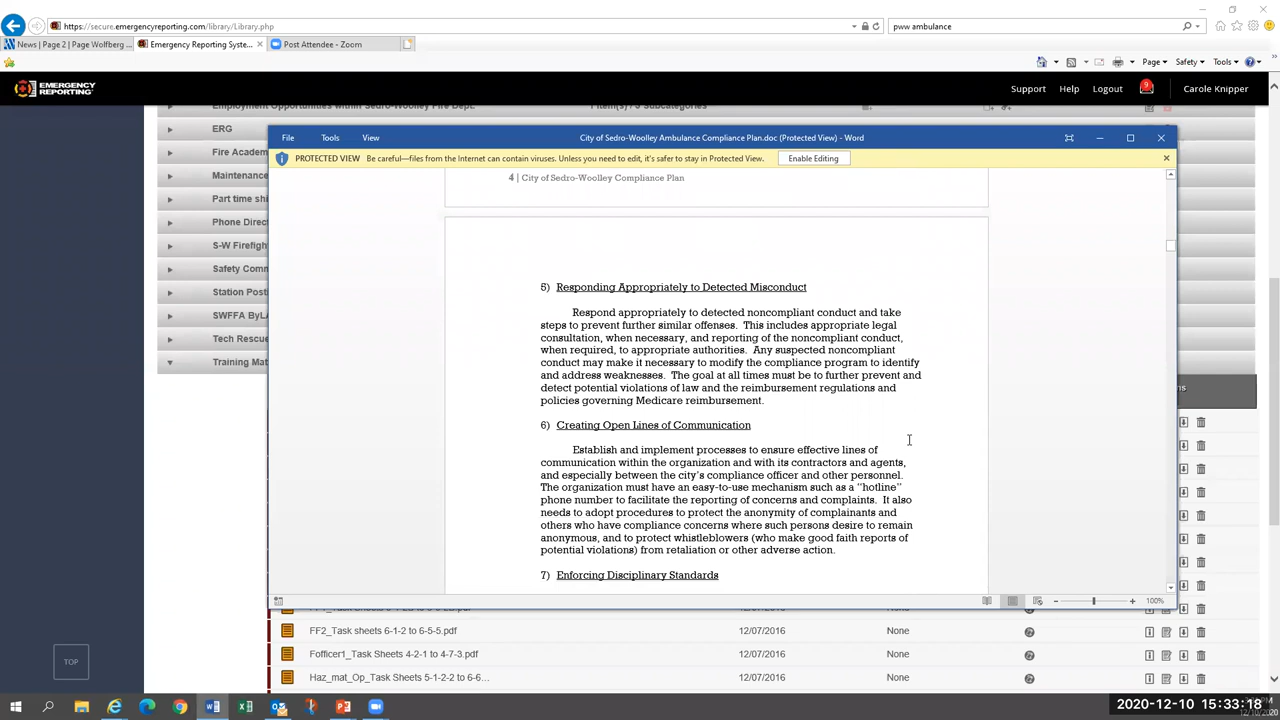 https://secure.emergencyreporting.com/library/Library.php
pww ambulance
News | Page 2 | Page Wolfberg ...
Emergency Reporting Syste...
Post Attendee - Zoom
Page
Safety
Tools
EMERGENCY
REPORTING
Support
Help
Logout
9
Carole Knipper
Employment Opportunities within Sedro-Woolley Fire Dept.
1 item(s) / 3 Subcategories
ERG
Fire Academ
Maintenance
Part time shi
Phone Direc
S-W Firefigh
Safety Comm
Station Posti
SWFFA ByLA
Tech Rescue
Training Mat
File
Tools
View
City of Sedro-Woolley Ambulance Compliance Plan.doc (Protected View) - Word
PROTECTED VIEW
Be careful—files from the Internet can contain viruses. Unless you need to edit, it's safer to stay in Protected View.
Enable Editing
4 | City of Sedro-Woolley Compliance Plan
5) Responding Appropriately to Detected Misconduct
Respond appropriately to detected noncompliant conduct and take
steps to prevent further similar offenses. This includes appropriate legal
consultation, when necessary, and reporting of the noncompliant conduct,
when required, to appropriate authorities. Any suspected noncompliant
conduct may make it necessary to modify the compliance program to identify
and address weaknesses. The goal at all times must be to further prevent and
detect potential violations of law and the reimbursement regulations and
policies governing Medicare reimbursement.
6) Creating Open Lines of Communication
Establish and implement processes to ensure effective lines of
communication within the organization and with its contractors and agents,
and especially between the city's compliance officer and other personnel.
The organization must have an easy-to-use mechanism such as a “hotline”
phone number to facilitate the reporting of concerns and complaints. It also
needs to adopt procedures to protect the anonymity of complainants and
others who have compliance concerns where such persons desire to remain
anonymous, and to protect whistleblowers (who make good faith reports of
potential violations) from retaliation or other adverse action.
7) Enforcing Disciplinary Standards
100%
ns
FF2_Task sheets 6-1-2 to 6-5-5.pdf
12/07/2016
None
Fofficer1_Task Sheets 4-2-1 to 4-7-3.pdf
12/07/2016
None
Haz_mat_Op_Task Sheets 5-1-2-2 to 6-6...
12/07/2016
None
TOP
2020-12-10 15:33:18